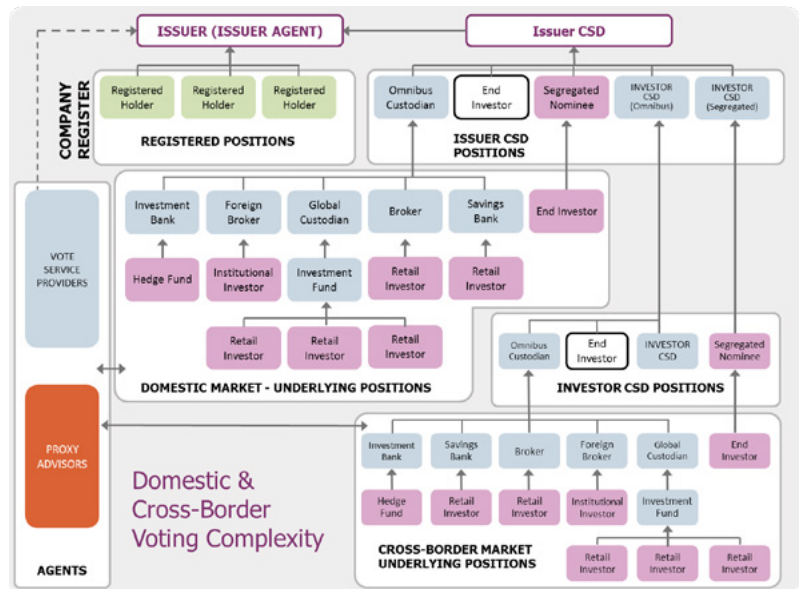 ISSUER (ISSUER AGENT)
Issuer CSD
COMPANY
REGISTER
Registered
Holder
Registered
Holder
Registered
Holder
REGISTERED POSITIONS
Omnibus
Custodian
End
Investor
Segregated
Nominee
INVESTOR
CSD
(Omnibus)
INVESTOR
CSD
(Segregated)
ISSUER CSD
POSITIONS
Investment
Bank
Foreign
Broker
Global
Custodian
Broker
Savings
Bank
End Investor
Hedge Fund
Institutional
Investor
Investment
Fund
Retail
Investor
Retail
Investor
Retail
Investor
Retail
Investor
Retail
Investor
DOMESTIC MARKET - UNDERLYING POSITIONS
VOTE
SERVICE
PROVIDERS
PROXY
ADVISORS
AGENTS
Omnibus
Custodian
End
Investor
INVESTOR
CSD
Segregated
Nominee
INVESTOR CSD POSITIONS
Investment
Bank
Savings
Bank
Broker
Foreign
Broker
Global
Custodian
End
Investor
Hedge
Fund
Retail
Investor
Retail
Investor
Institutional
Investor
Investment
Fund
Retail
Investor
Retail
Investor
Retail
Investor
CROSS-BORDER MARKET
UNDERLYING POSITIONS
Domestic &
Cross-Border
Voting Complexity